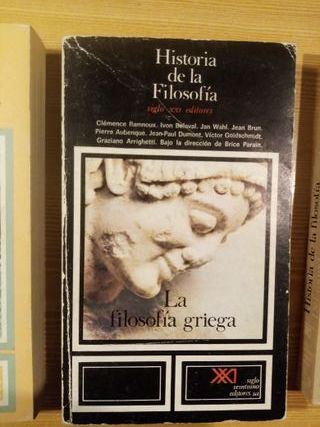 Historia
de la
Filosofía
siglo xxi editores
Clémence Ramnoux. Ivon Belaval. Jan Wahl. Jean Brun.
Pierre Aubenque. Jean-Paul Dumont. Víctor Goldschmidt.
Graziano Arrighetti. Bajo la dirección de Brice Parain.
La
filosofía griega
siglo
veintiuno
editores sa
Historia de la filosofía